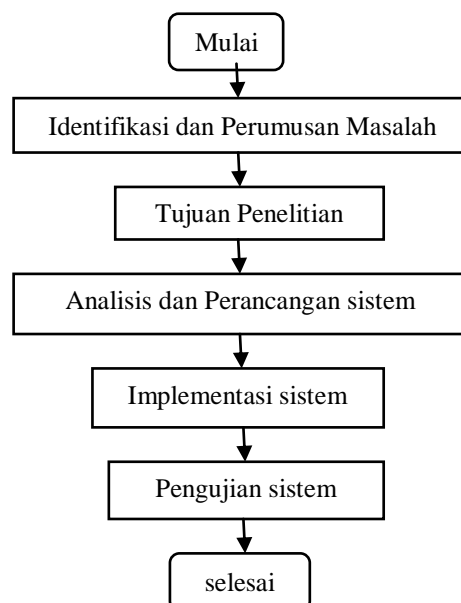 Mulai
Identifikasi dan Perumusan Masalah
Tujuan Penelitian
Analisis dan Perancangan sistem
Implementasi sistem
Pengujian sistem
selesai